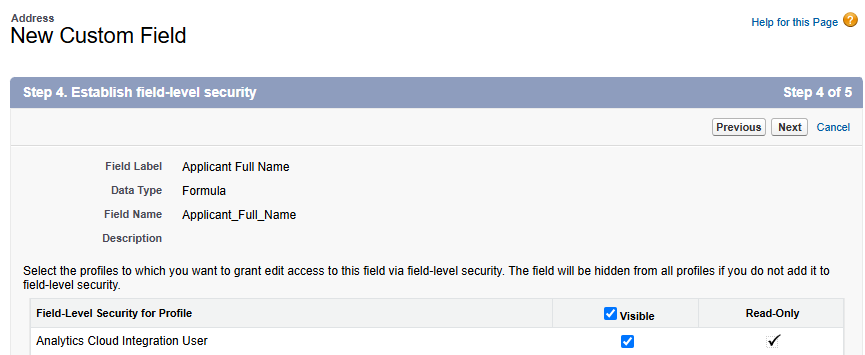 Address
New Custom Field
Help for this Page ?
Step 4. Establish field-level security Step 4 of 5
Previous Next Cancel
Field Label Applicant Full Name
Data Type Formula
Field Name Applicant_Full_Name
Description
Select the profiles to which you want to grant edit access to this field via field-level security. The field will be hidden from all profiles if you do not add it to
field-level security.
Field-Level Security for Profile Visible Read-Only
Analytics Cloud Integration User